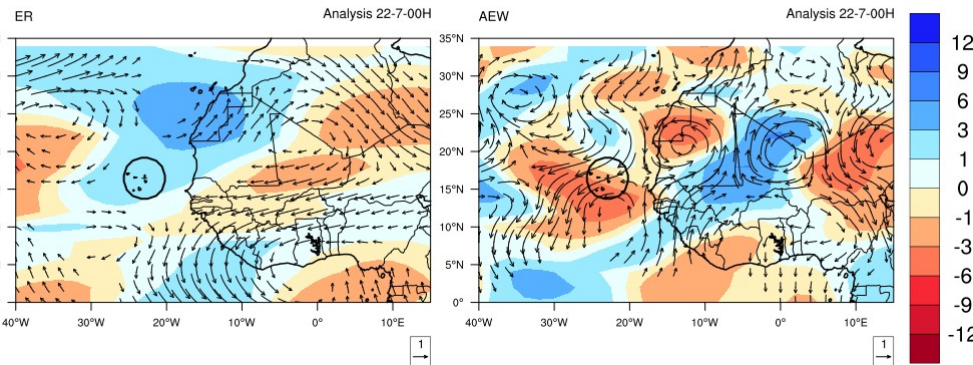 ER Analysis 22-7-00H AEW Analysis 22-7-00H
35°N 12
30°N 9
25°N 6
20°N 3
15°N 1
10°N 0
5°N -1
0° -3
-6
-9
-12
40°W 30°W 20°W 10°W 0° 10°E 40°W 30°W 20°W 10°W 0° 10°E
1 1